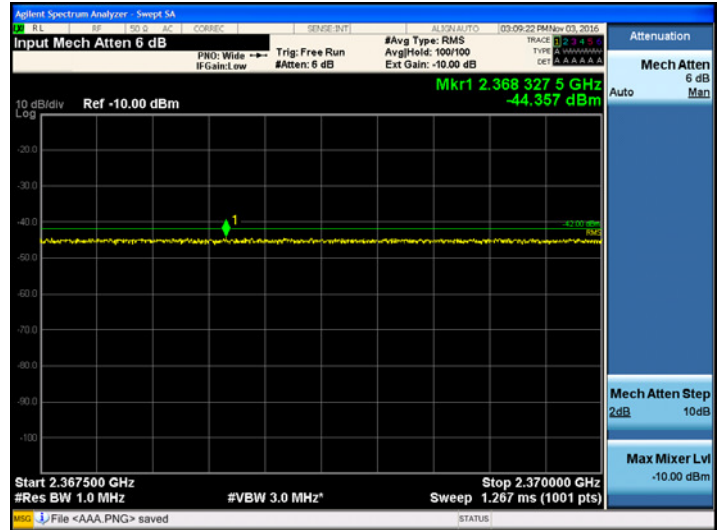 Agilent Spectrum Analyzer - Swept SA
RL RF 50 Ω AC CORREC SENSE:INT ALIGN AUTO 03:09:22 PM Nov 03, 2016
Input Mech Atten 6 dB
PNO: Wide
IFGain:Low
Trig: Free Run
#Atten: 6 dB
#Avg Type: RMS
Avg|Hold: 100/100
Ext Gain: -10.00 dB
TRACE 1 2 3 4 5 6
TYPE A
DET A A A A A A
Mkr1 2.368 327 5 GHz
-44.357 dBm
10 dB/div Ref -10.00 dBm
Log
-20.0
-30.0
-40.0
-50.0
-60.0
-70.0
-80.0
-90.0
-100
1
-42.00 dBm
RMS
Start 2.367500 GHz Stop 2.370000 GHz
#Res BW 1.0 MHz #VBW 3.0 MHz* Sweep 1.267 ms (1001 pts)
MSG File <AAA.PNG> saved STATUS
Attenuation
Mech Atten
6 dB
Auto Man
Mech Atten Step
2dB 10dB
Max Mixer Lvl
-10.00 dBm